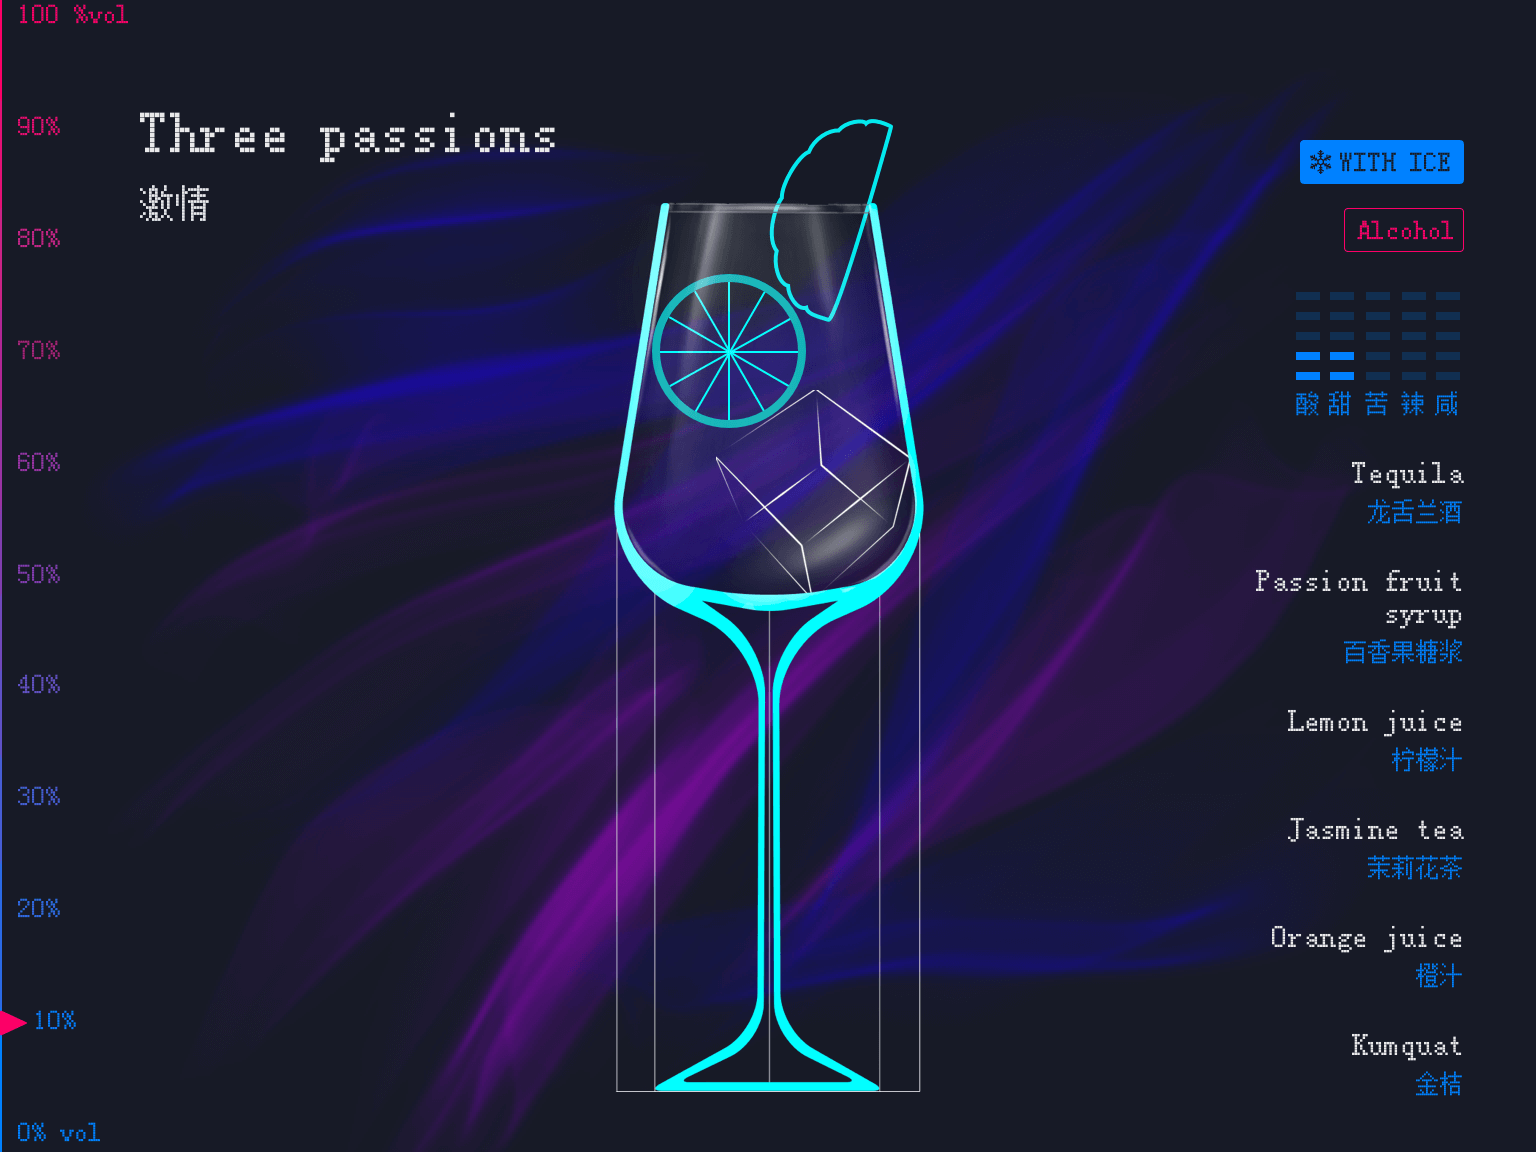 100 %vol
90%
80%
70%
60%
50%
40%
30%
20%
10%
0% vol
Three passions
激情
WITH ICE
Alcohol
酸 甜 苦 辣 咸
Tequila
龙舌兰酒
Passion fruit
syrup
百香果糖浆
Lemon juice
柠檬汁
Jasmine tea
茉莉花茶
Orange juice
橙汁
Kumquat
金桔